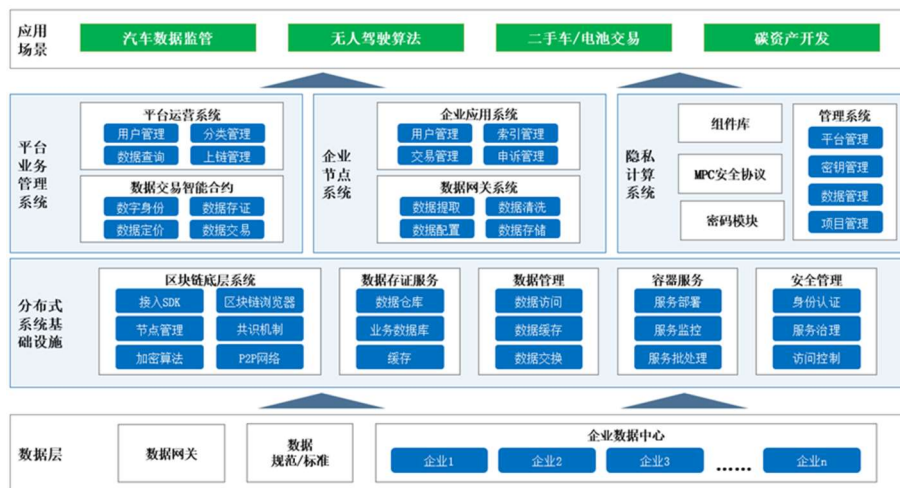 应用
场景
汽车数据监管
无人驾驶算法
二手车/电池交易
碳资产开发
平台
业务
管理
系统
平台运营系统
用户管理
分类管理
数据查询
上链管理
数据交易智能合约
数字身份
数据存证
数据定价
数据交易
企业
节点
系统
企业应用系统
用户管理
索引管理
交易管理
申诉管理
数据网关系统
数据提取
数据清洗
数据配置
数据存储
隐私
计算
系统
组件库
MPC安全协议
密码模块
管理系统
平台管理
密钥管理
数据管理
项目管理
分布式
系统基
础设施
区块链底层系统
接入SDK
区块链浏览器
节点管理
共识机制
加密算法
P2P网络
数据存证服务
数据仓库
业务数据库
缓存
数据管理
数据访问
数据缓存
数据交换
容器服务
服务部署
服务监控
服务批处理
安全管理
身份认证
服务治理
访问控制
数据层
数据网关
数据
规范/标准
企业数据中心
企业1
企业2
企业3
……
企业n